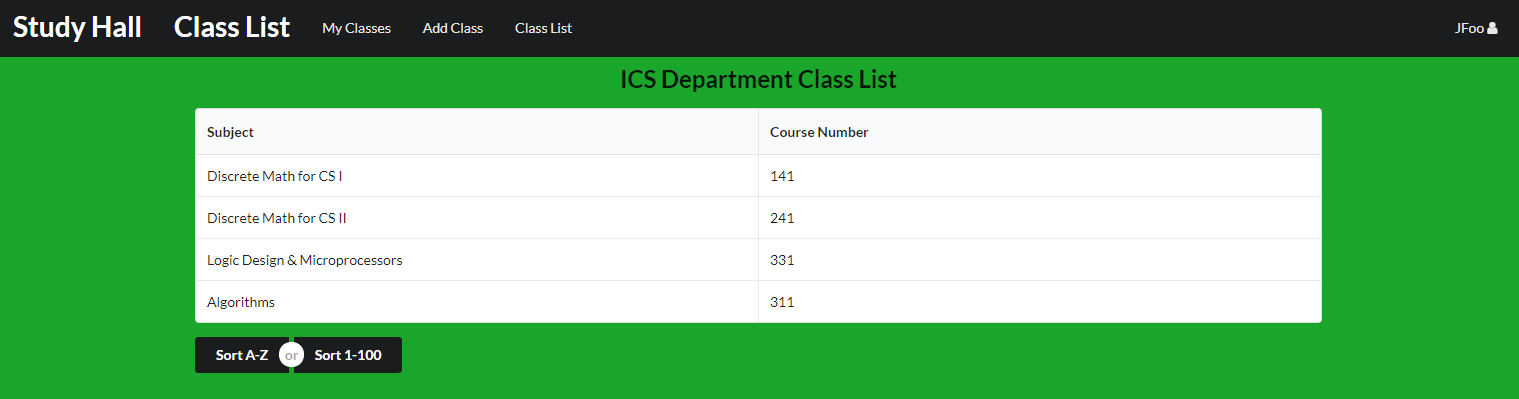 Study Hall Class List My Classes Add Class Class List JFoo
ICS Department Class List
Subject Course Number
Discrete Math for CS I 141
Discrete Math for CS II 241
Logic Design & Microprocessors 331
Algorithms 311
Sort A-Z or Sort 1-100